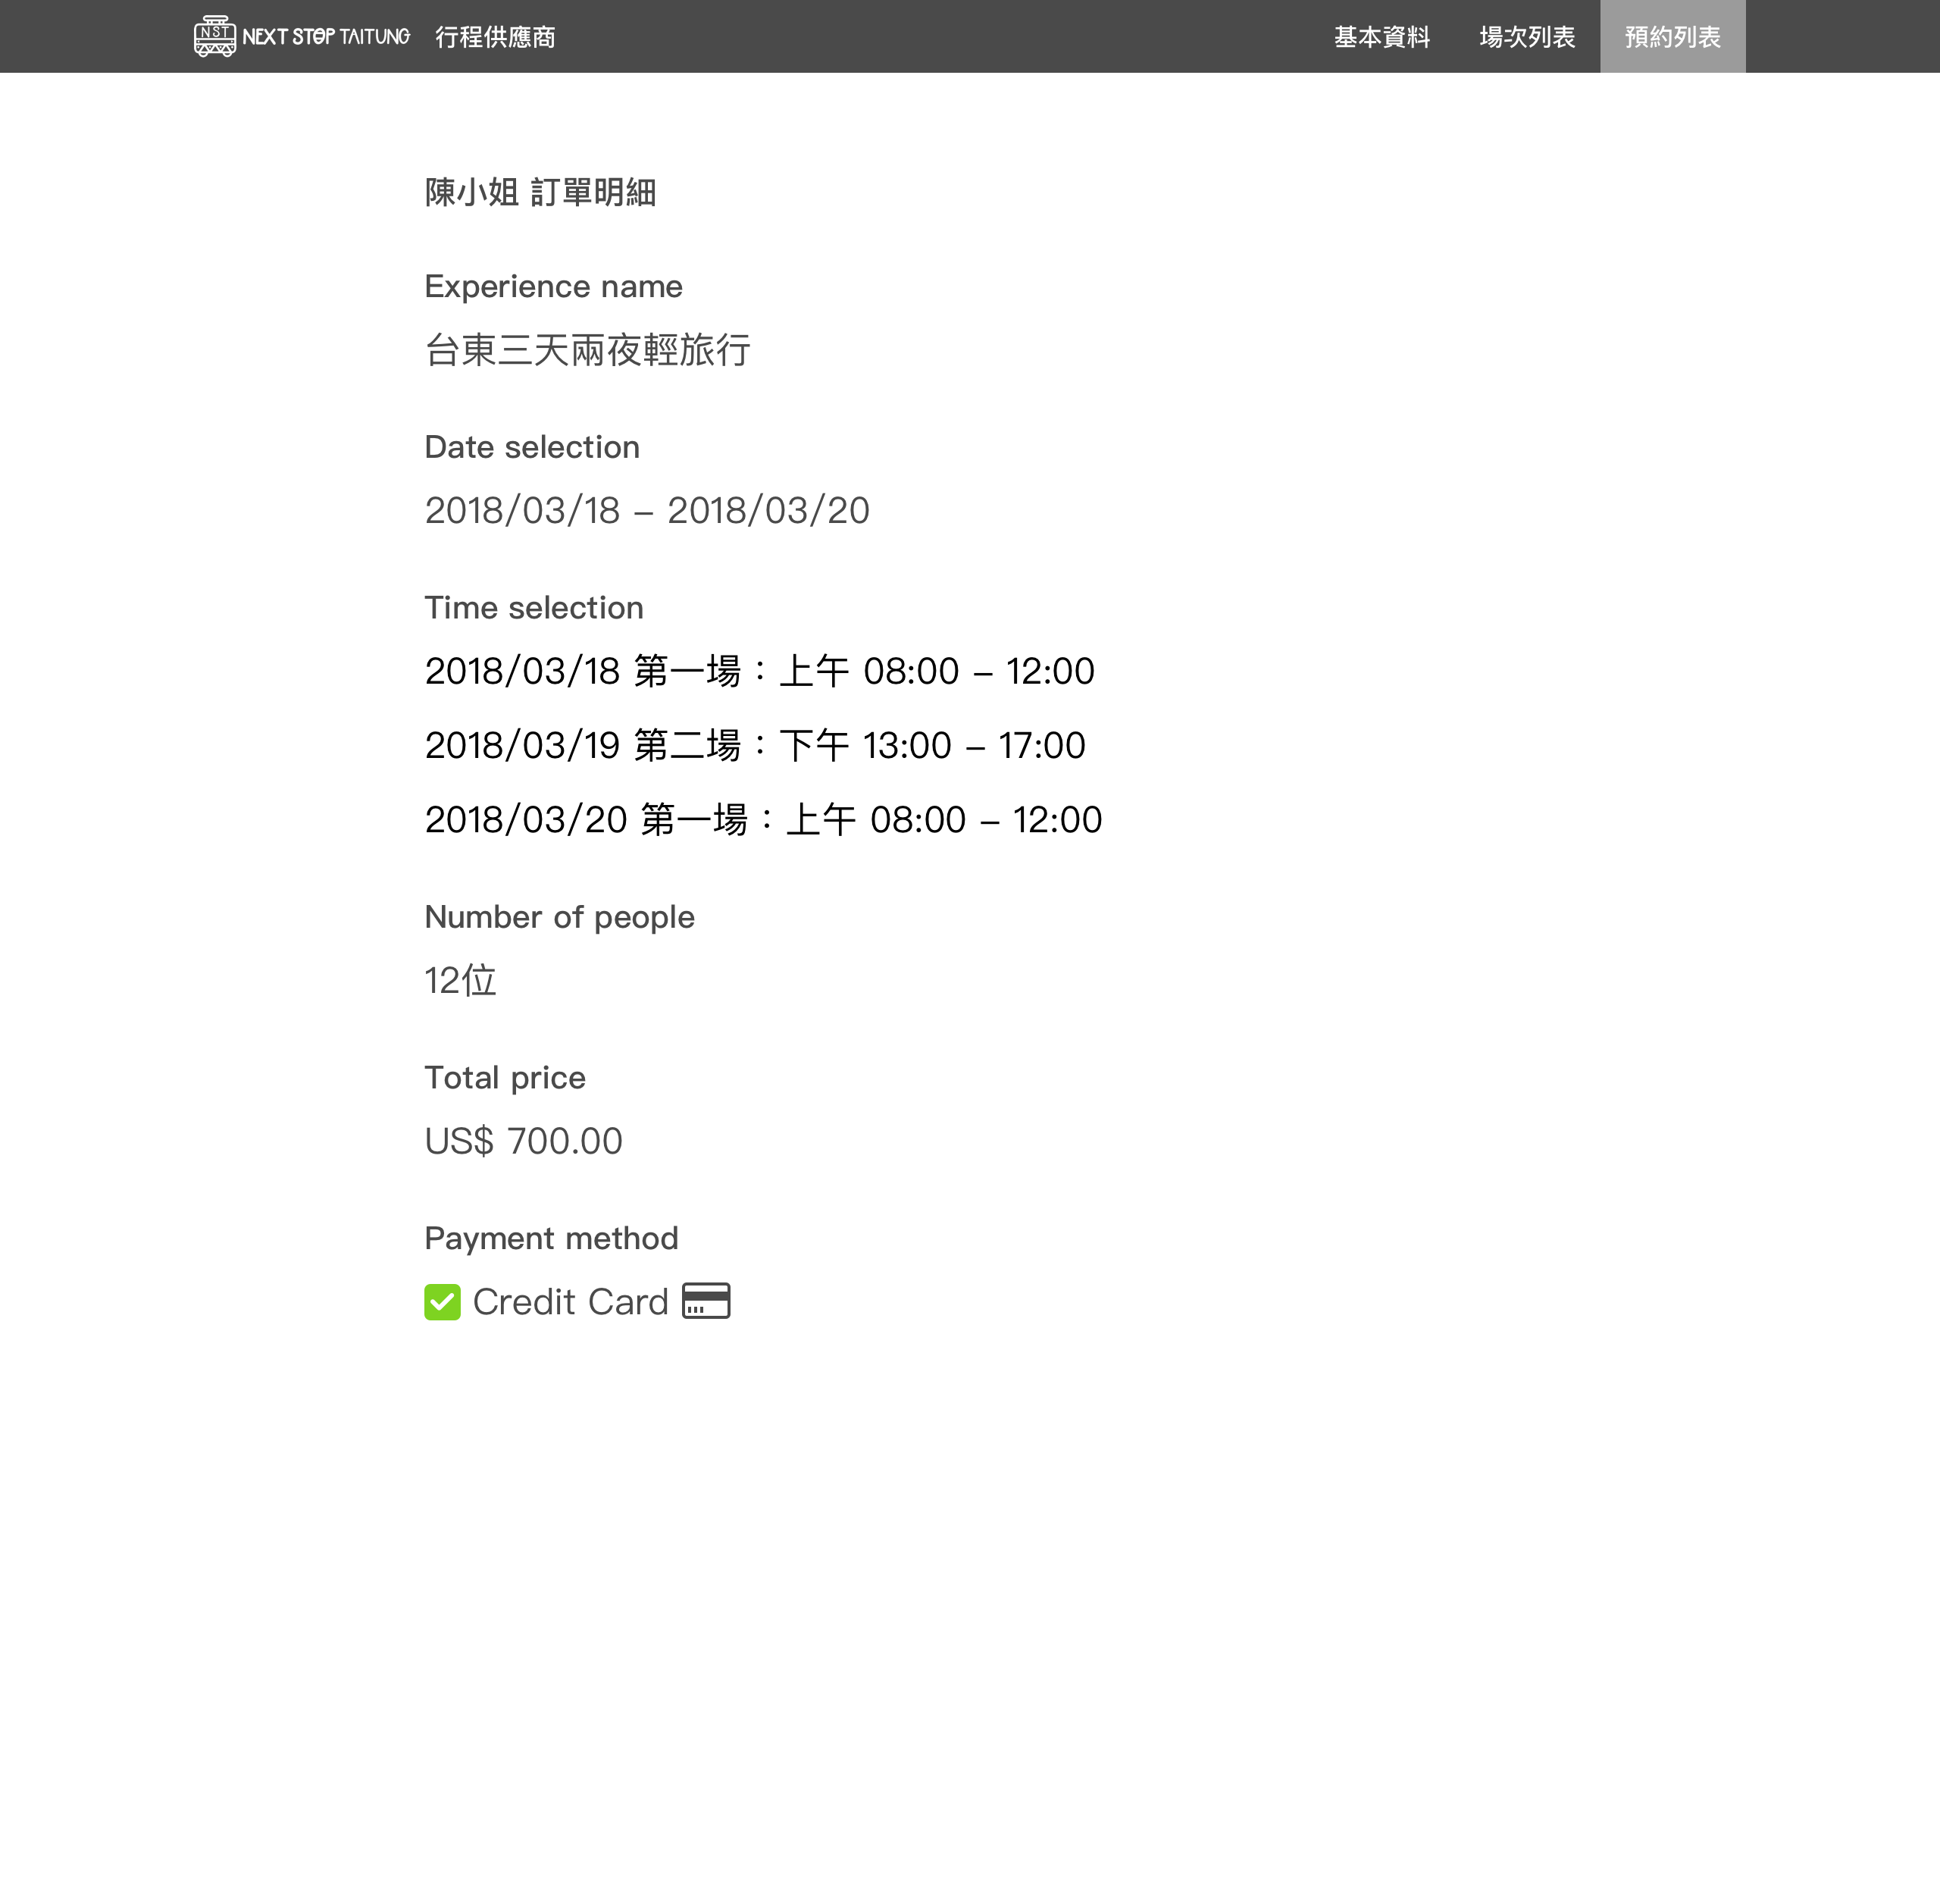 NST NEXT STOP TAITUNG 行程供應商 基本資料 場次列表 預約列表
陳小姐 訂單明細
Experience name
台東三天兩夜輕旅行
Date selection
2018/03/18 – 2018/03/20
Time selection
2018/03/18 第一場：上午 08:00 – 12:00
2018/03/19 第二場：下午 13:00 – 17:00
2018/03/20 第一場：上午 08:00 – 12:00
Number of people
12位
Total price
US$ 700.00
Payment method
Credit Card